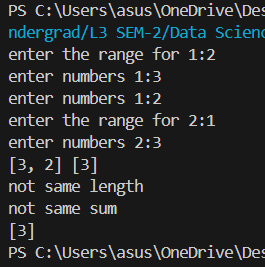 PS C:\Users\asus\OneDrive\Des
ndergrad/L3 SEM-2/Data Scienc
enter the range for 1:2
enter numbers 1:3
enter numbers 1:2
enter the range for 2:1
enter numbers 2:3
[3, 2] [3]
not same length
not same sum
[3]
PS C:\Users\asus\OneDrive\Des